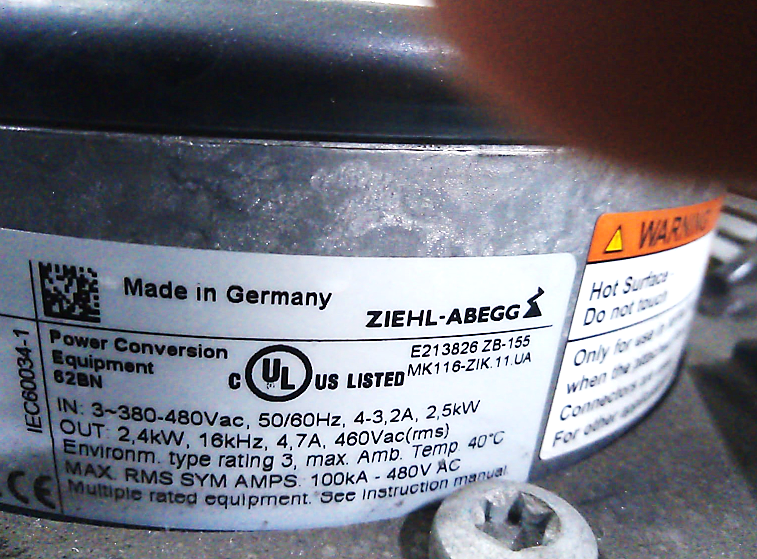 Made in Germany
ZIEHL-ABEGG
IEC60034-1
Power Conversion
Equipment
62BN
C UL US LISTED
E213826 ZB-155
MK116-ZIK.11.UA
IN: 3~380-480Vac, 50/60Hz, 4-3,2A, 2,5kW
OUT: 2,4kW, 16kHz, 4,7A, 460Vac(rms)
Environm. type rating 3, max. Amb. Temp. 40°C
MAX. RMS SYM AMPS. 100kA - 480V AC
Multiple rated equipment. See instruction manual.
CE
WARNING
Hot Surface -
Do not touch
Only for use in
when the
Connections
For other